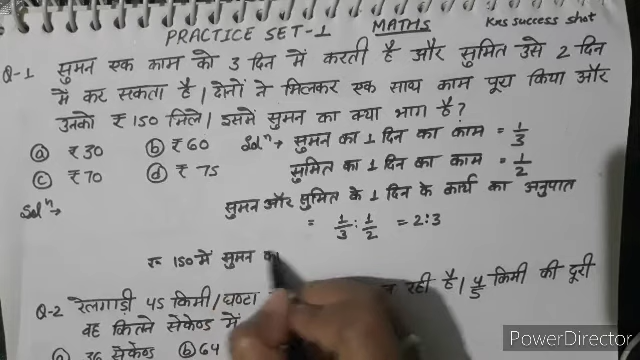 PRACTICE SET-1 MATHS Kns success shot
Q-1 सुमन एक काम को 3 दिन में करती है और सुमित उसे 2 दिन
में कर सकता है। दोनों ने मिलकर एक साथ काम पूरा किया और
उनको ₹ 150 मिले। इसमें सुमन का क्या भाग है?
(a) ₹30 (b) ₹60
(c) ₹70 (d) ₹75
Solⁿ→ सुमन का 1 दिन का काम = 1/3
सुमित का 1 दिन का काम = 1/2
Solⁿ→
सुमन और सुमित के 1 दिन के कार्य का अनुपात
= 1/3 : 1/2 = 2:3
₹ 150 में सुमन का
Q-2 रेलगाड़ी 45 किमी/घण्टा रही है। 4/5 किमी की दूरी
वह कितने सेकेण्ड में
(a) 36 सेकेण्ड (b) 64
PowerDirector